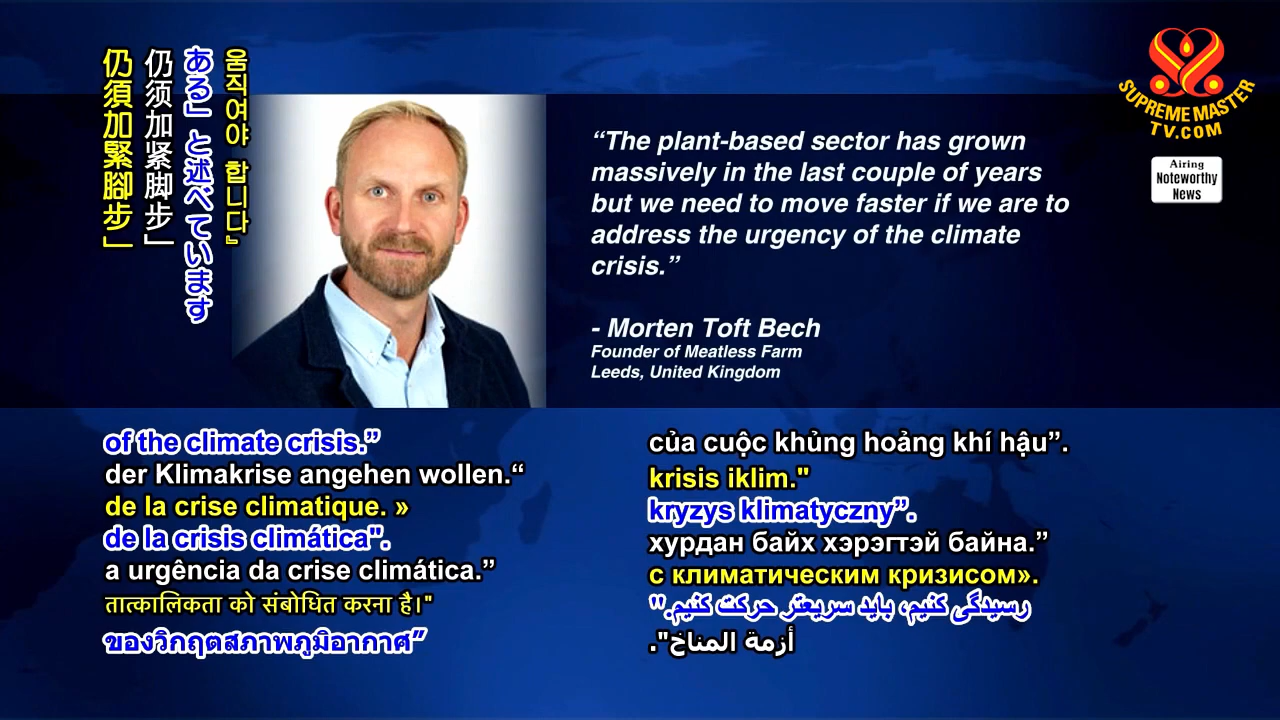 움직여야 합니다』
ある」と述べています
仍须加紧脚步」
仍須加緊腳步」
“The plant-based sector has grown
massively in the last couple of years
but we need to move faster if we are to
address the urgency of the climate
crisis.”
- Morten Toft Bech
Founder of Meatless Farm
Leeds, United Kingdom
SUPREME MASTER
TV.COM
Airing
Noteworthy
News
of the climate crisis.”
der Klimakrise angehen wollen.“
de la crise climatique. »
de la crisis climática".
a urgência da crise climática.”
तात्कालिकता को संबोधित करना है।"
ของวิกฤตสภาพภูมิอากาศ”
của cuộc khủng hoảng khí hậu”.
krisis iklim."
kryzys klimatyczny”.
хурдан байх хэрэгтэй байна.”
с климатическим кризисом».
رسیدگی کنیم، باید سریعتر حرکت کنیم."
أزمة المناخ".